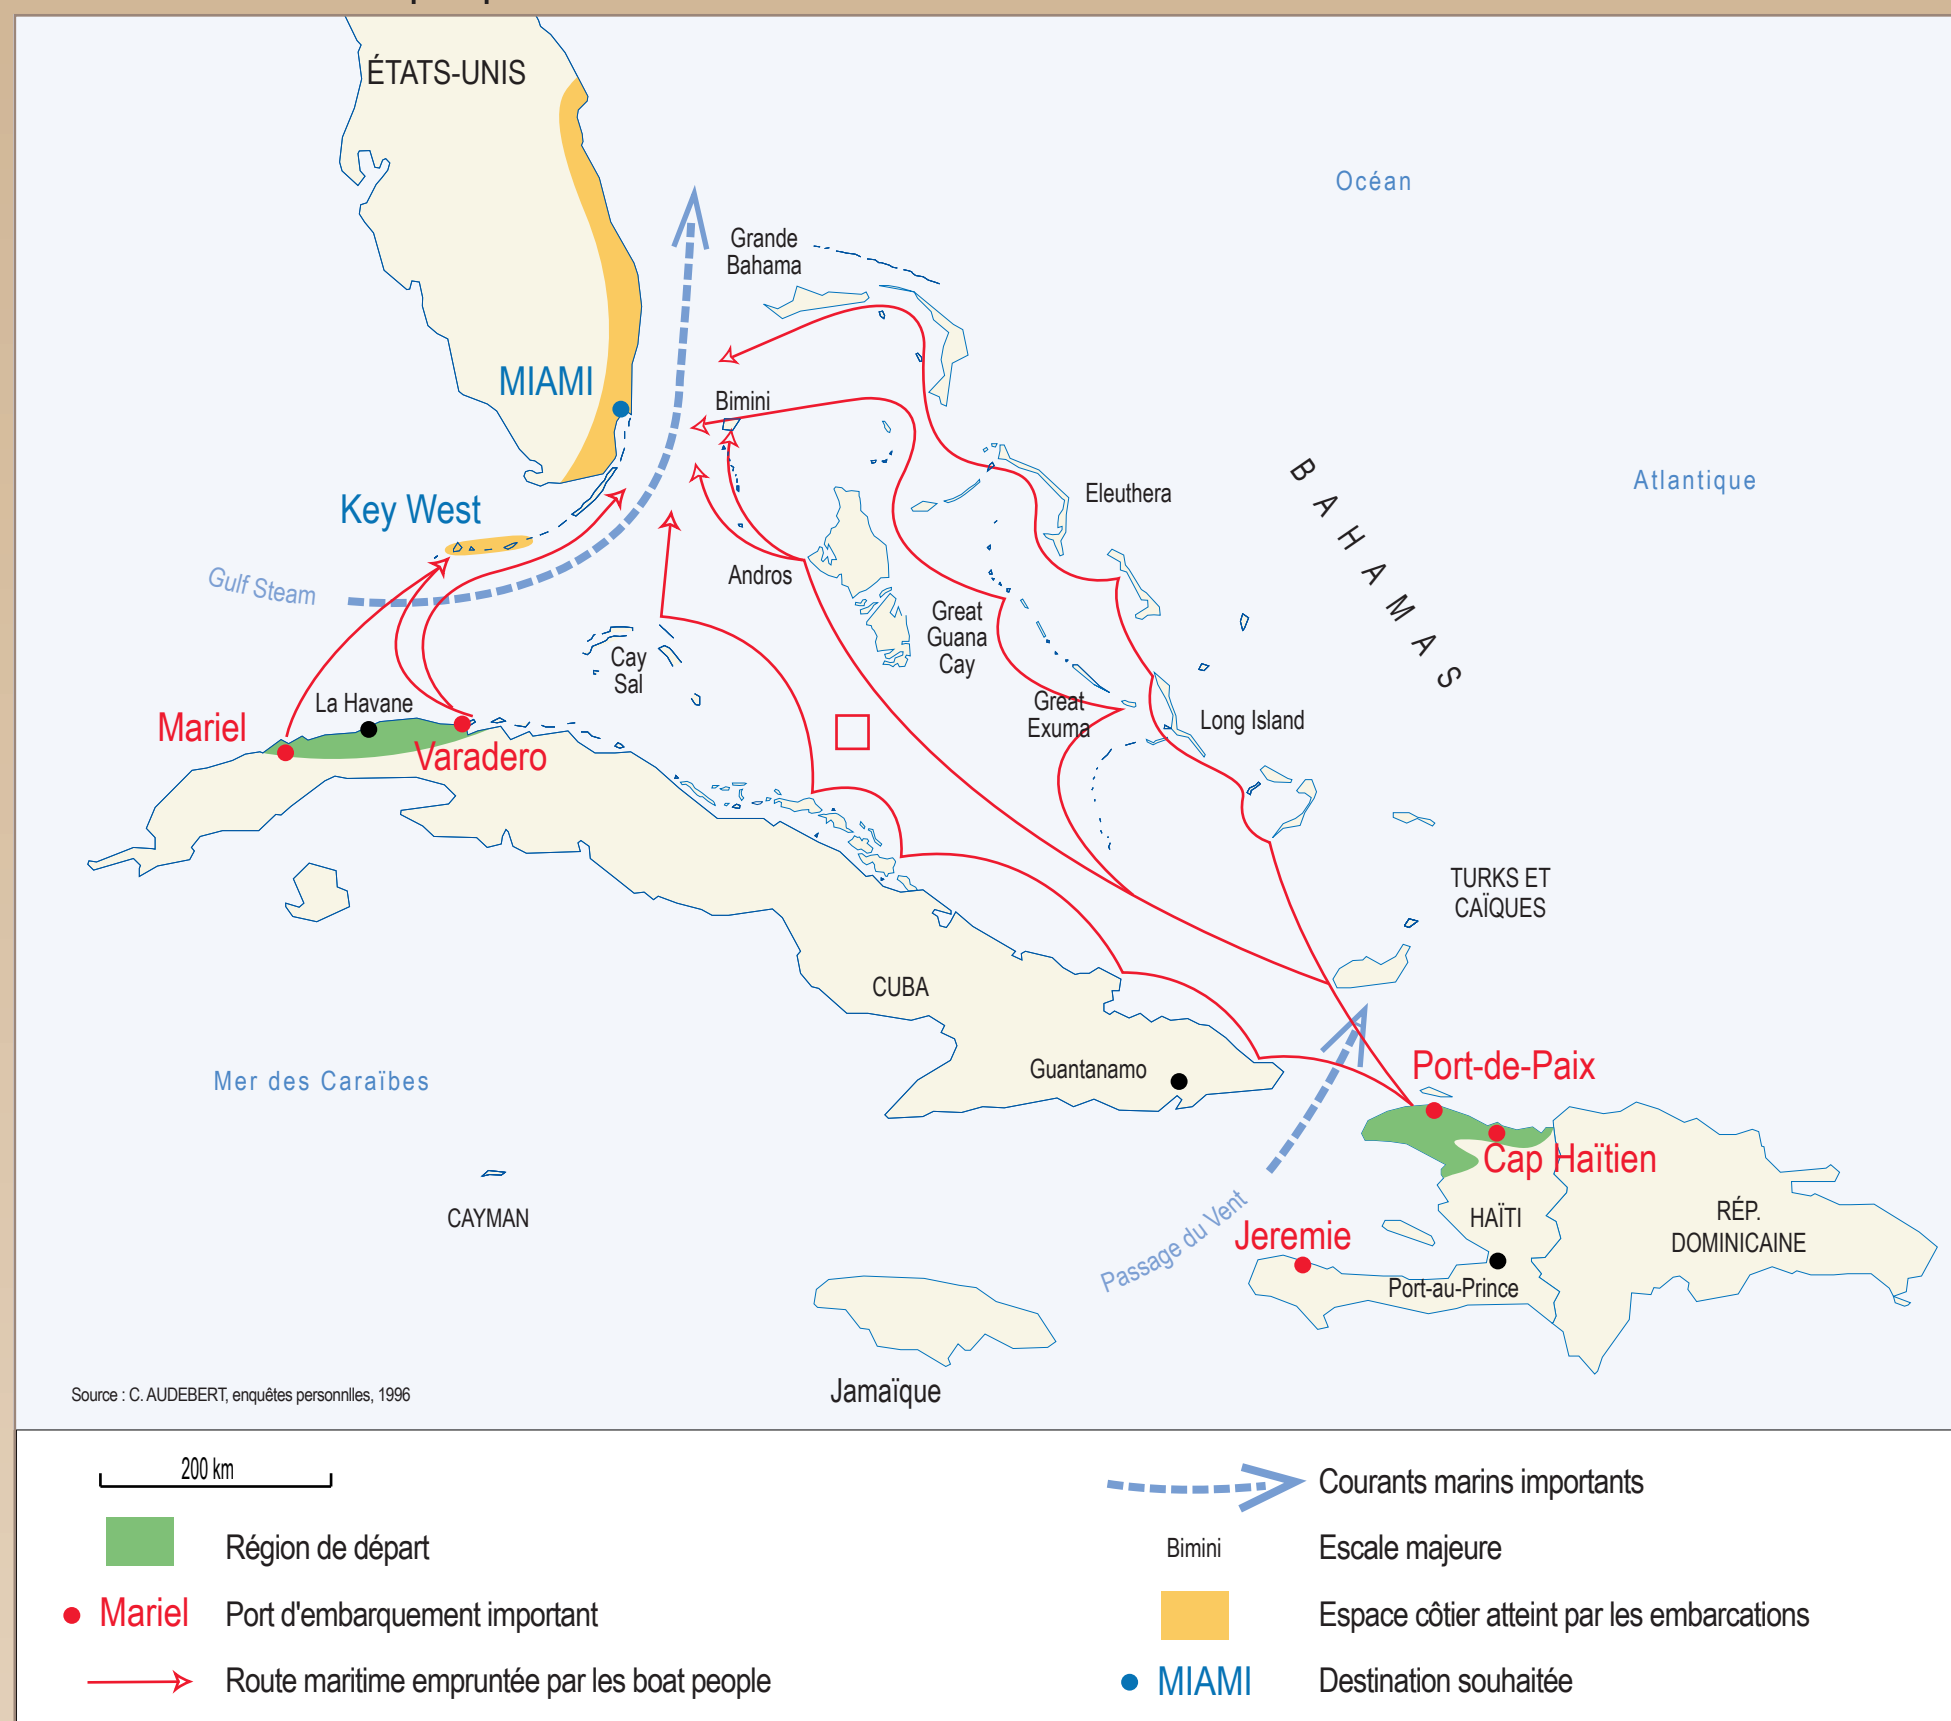 ÉTATS-UNIS
Océan
Grande
Bahama
MIAMI
Bimini
BAHAMAS
Atlantique
Key West
Eleuthera
Gulf Steam
Andros
Great
Guana
Cay
Cay
Sal
La Havane
Great
Exuma
Long Island
Mariel
Varadero
TURKS ET
CAÏQUES
CUBA
Guantanamo
Port-de-Paix
Mer des Caraïbes
Cap Haïtien
CAYMAN
Passage du Vent
Jeremie
HAÏTI
RÉP.
DOMINICAINE
Port-au-Prince
Jamaïque
Source : C. AUDEBERT, enquêtes personnlles, 1996
200 km
Région de départ
Mariel Port d'embarquement important
Route maritime empruntée par les boat people
Courants marins importants
Bimini Escale majeure
Espace côtier atteint par les embarcations
MIAMI Destination souhaitée